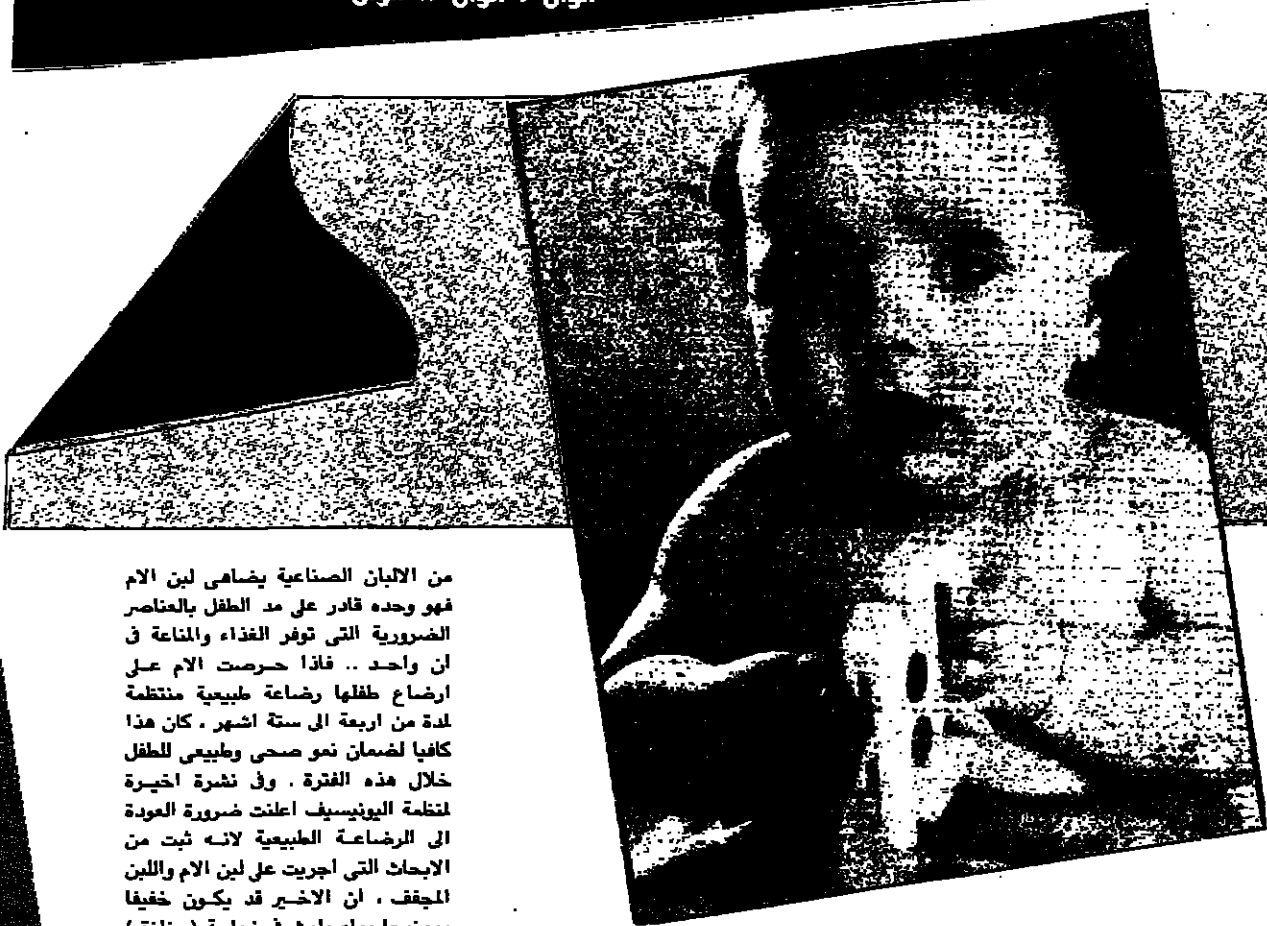 من الالبان الصناعية يضاهى لبن الام
فهو وحده قادر على مد الطفل بالعناصر
الضرورية التى توفر الغذاء والمناعة فى
ان واحد .. فاذا حرصت الام على
ارضاع طفلها رضاعة طبيعية منتظمة
لمدة من اربعة الى ستة اشهر . كان هذا
كافيا لضمان نمو صحى وطبيعى للطفل
خلال هذه الفترة . وفى نشرة اخيرة
لمنظمة اليونيسيف اعلنت ضرورة العودة
الى الرضاعة الطبيعية لانه ثبت من
الابحاث التى اجريت على لبن الام واللبن
المجفف ، ان الاخير قد يكون خفيفا